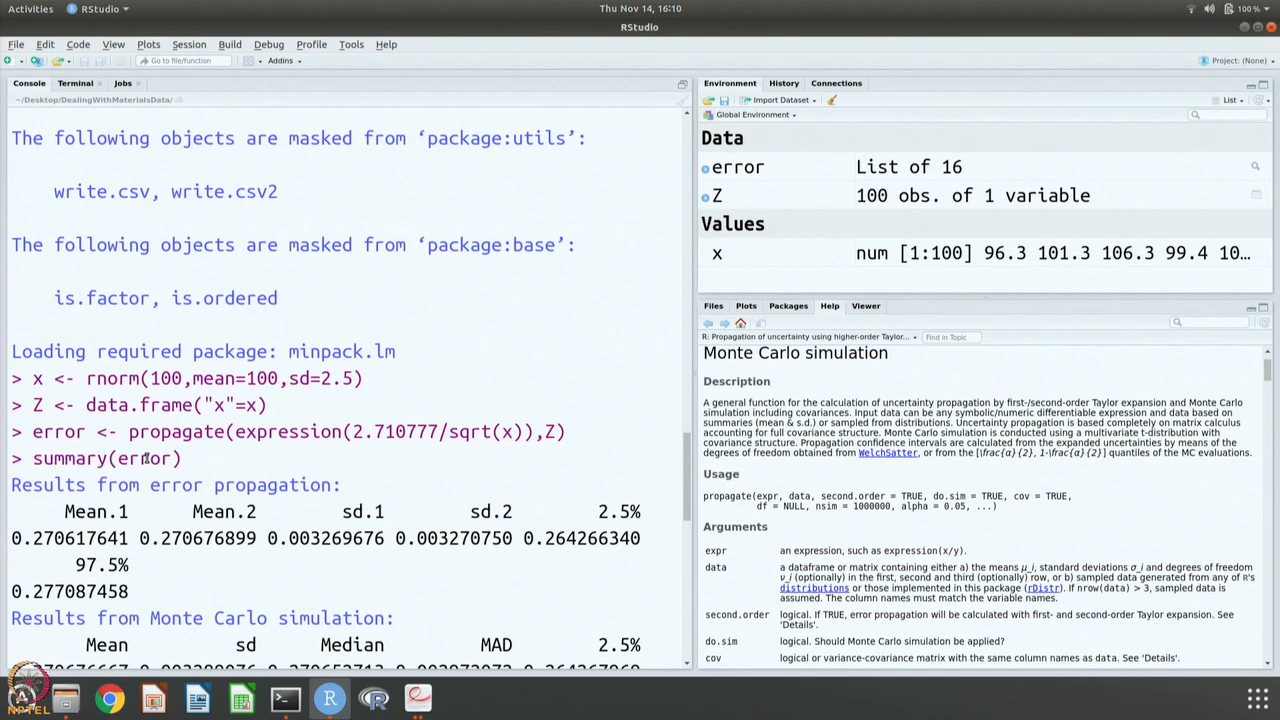 Activities RStudio Thu Nov 14, 16:10 100 %
RStudio
File Edit Code View Plots Session Build Debug Profile Tools Help
Go to file/function Addins Project: (None)
Console Terminal Jobs
~/Desktop/DealingWithMaterialsData/
The following objects are masked from ‘package:utils’:
write.csv, write.csv2
The following objects are masked from ‘package:base’:
is.factor, is.ordered
Loading required package: minpack.lm
> x <- rnorm(100,mean=100,sd=2.5)
> Z <- data.frame("x"=x)
> error <- propagate(expression(2.710777/sqrt(x)),Z)
> summary(error)
Results from error propagation:
Mean.1 Mean.2 sd.1 sd.2 2.5%
0.270617641 0.270676899 0.003269676 0.003270750 0.264266340
97.5%
0.277087458
Results from Monte Carlo simulation:
Mean sd Median MAD 2.5%
Environment History Connections
Import Dataset List
Global Environment
Data
error List of 16
Z 100 obs. of 1 variable
Values
x num [1:100] 96.3 101.3 106.3 99.4 10…
Files Plots Packages Help Viewer
R: Propagation of uncertainty using higher-order Taylor... Find in Topic
Monte Carlo simulation
Description
A general function for the calculation of uncertainty propagation by first-/second-order Taylor expansion and Monte Carlo
simulation including covariances. Input data can be any symbolic/numeric differentiable expression and data based on
summaries (mean & s.d.) or sampled from distributions. Uncertainty propagation is based completely on matrix calculus
accounting for full covariance structure. Monte Carlo simulation is conducted using a multivariate t-distribution with
covariance structure. Propagation confidence intervals are calculated from the expanded uncertainties by means of the
degrees of freedom obtained from WelchSatter, or from the [\frac{α}{2}, 1-\frac{α}{2}] quantiles of the MC evaluations.
Usage
propagate(expr, data, second.order = TRUE, do.sim = TRUE, cov = TRUE,
df = NULL, nsim = 1000000, alpha = 0.05, ...)
Arguments
expr an expression, such as expression(x/y).
data a dataframe or matrix containing either a) the means μ_i, standard deviations σ_i and degrees of
freedom ν_i (optionally) in the first, second and third (optionally) row, or b) sampled data generated from any of R's
distributions or those implemented in this package (rDistr). If nrow(data) > 3, sampled data is
assumed. The column names must match the variable names.
second.order logical. If TRUE, error propagation will be calculated with first- and second-order Taylor expansion. See
'Details'.
do.sim logical. Should Monte Carlo simulation be applied?
cov logical or variance-covariance matrix with the same column names as data. See 'Details'.
NPTEL